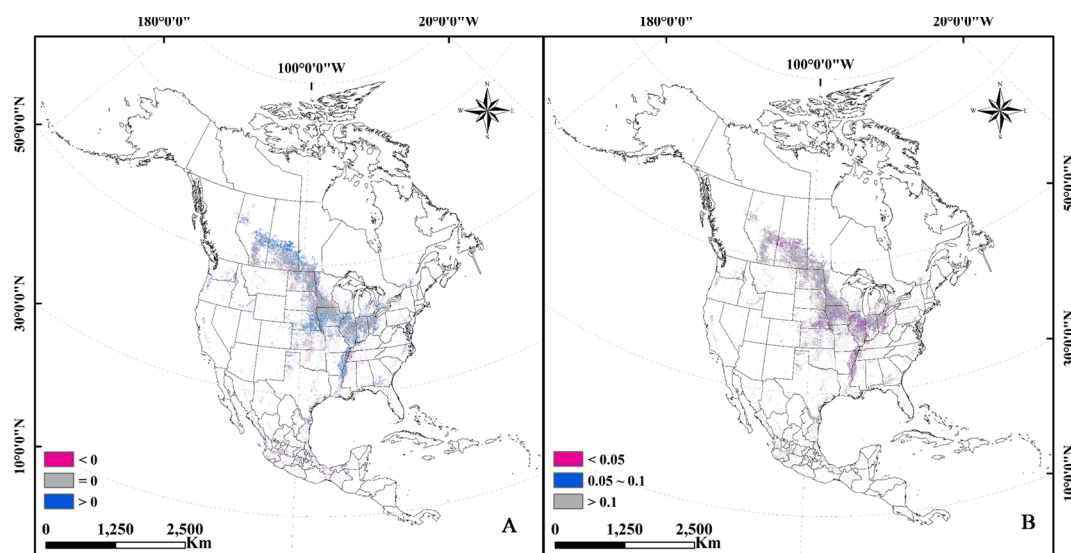 180°0'0"
20°0'0"W
180°0'0"
20°0'0"W
100°0'0"W
100°0'0"W
N
W
E
S
N
W
E
S
50°0'0"N
50°0'0"N
30°0'0"N
30°0'0"N
10°0'0"N
10°0'0"N
< 0
= 0
> 0
0 1,250 2,500
Km
A
< 0.05
0.05 ~ 0.1
> 0.1
0 1,250 2,500
Km
B